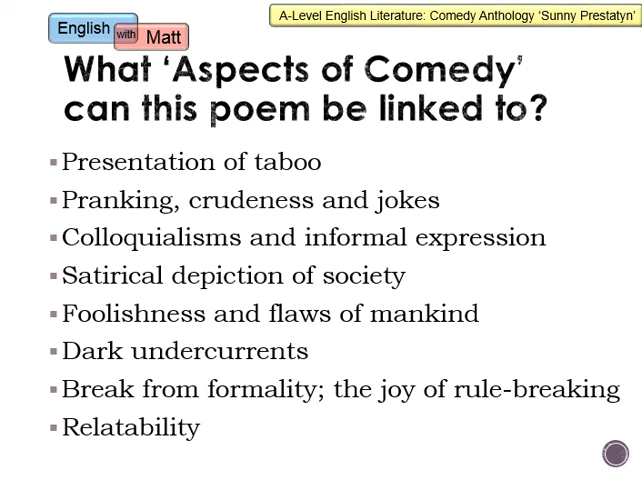 A-Level English Literature: Comedy Anthology 'Sunny Prestatyn'
English with Matt
What 'Aspects of Comedy'
can this poem be linked to?
▪Presentation of taboo
▪Pranking, crudeness and jokes
▪Colloquialisms and informal expression
▪Satirical depiction of society
▪Foolishness and flaws of mankind
▪Dark undercurrents
▪Break from formality; the joy of rule-breaking
▪Relatability